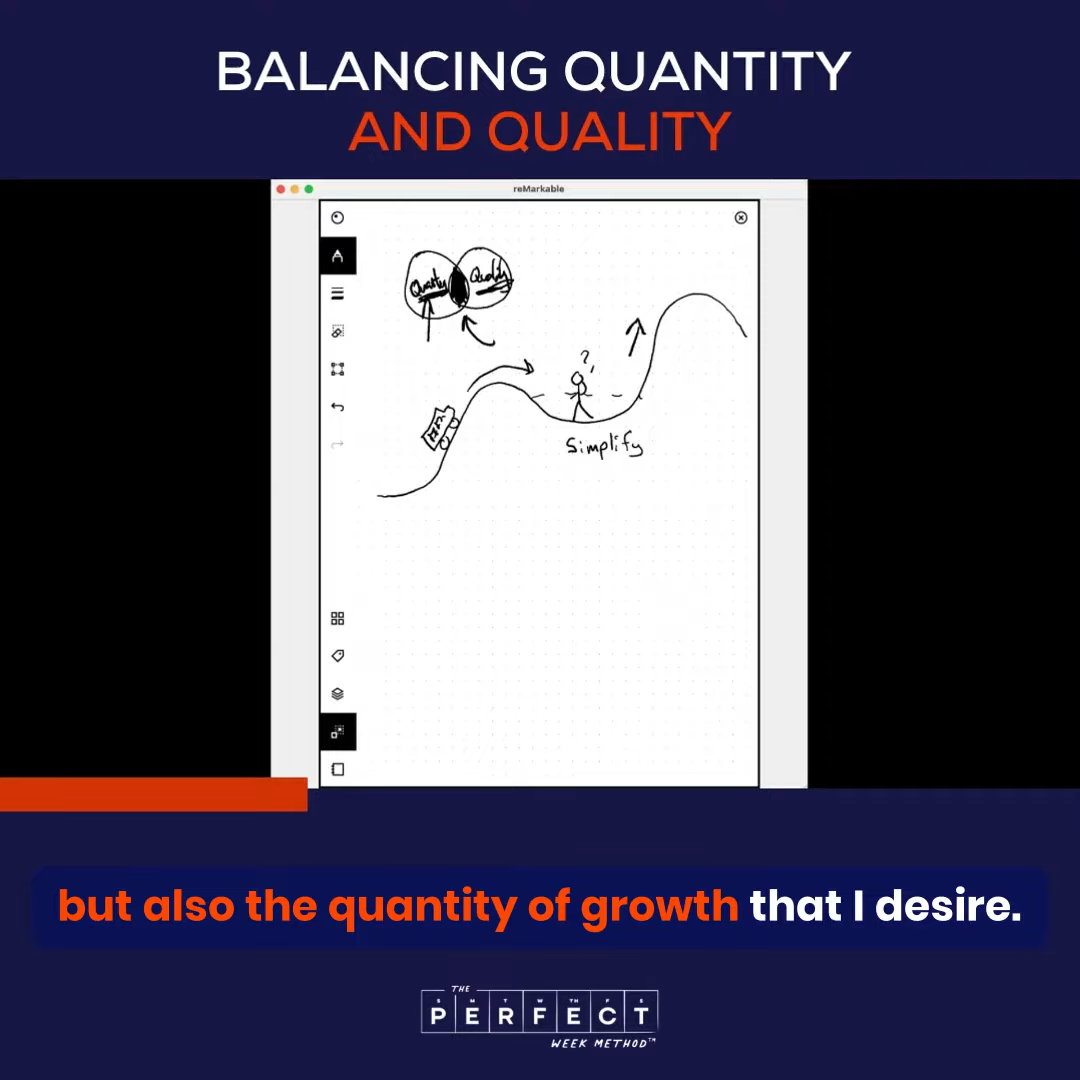 BALANCING QUANTITY
AND QUALITY
reMarkable
Quality
?
Simplify
but also the quantity of growth that I desire.
THE
S M T W TH F S
PERFECT
WEEK METHOD™